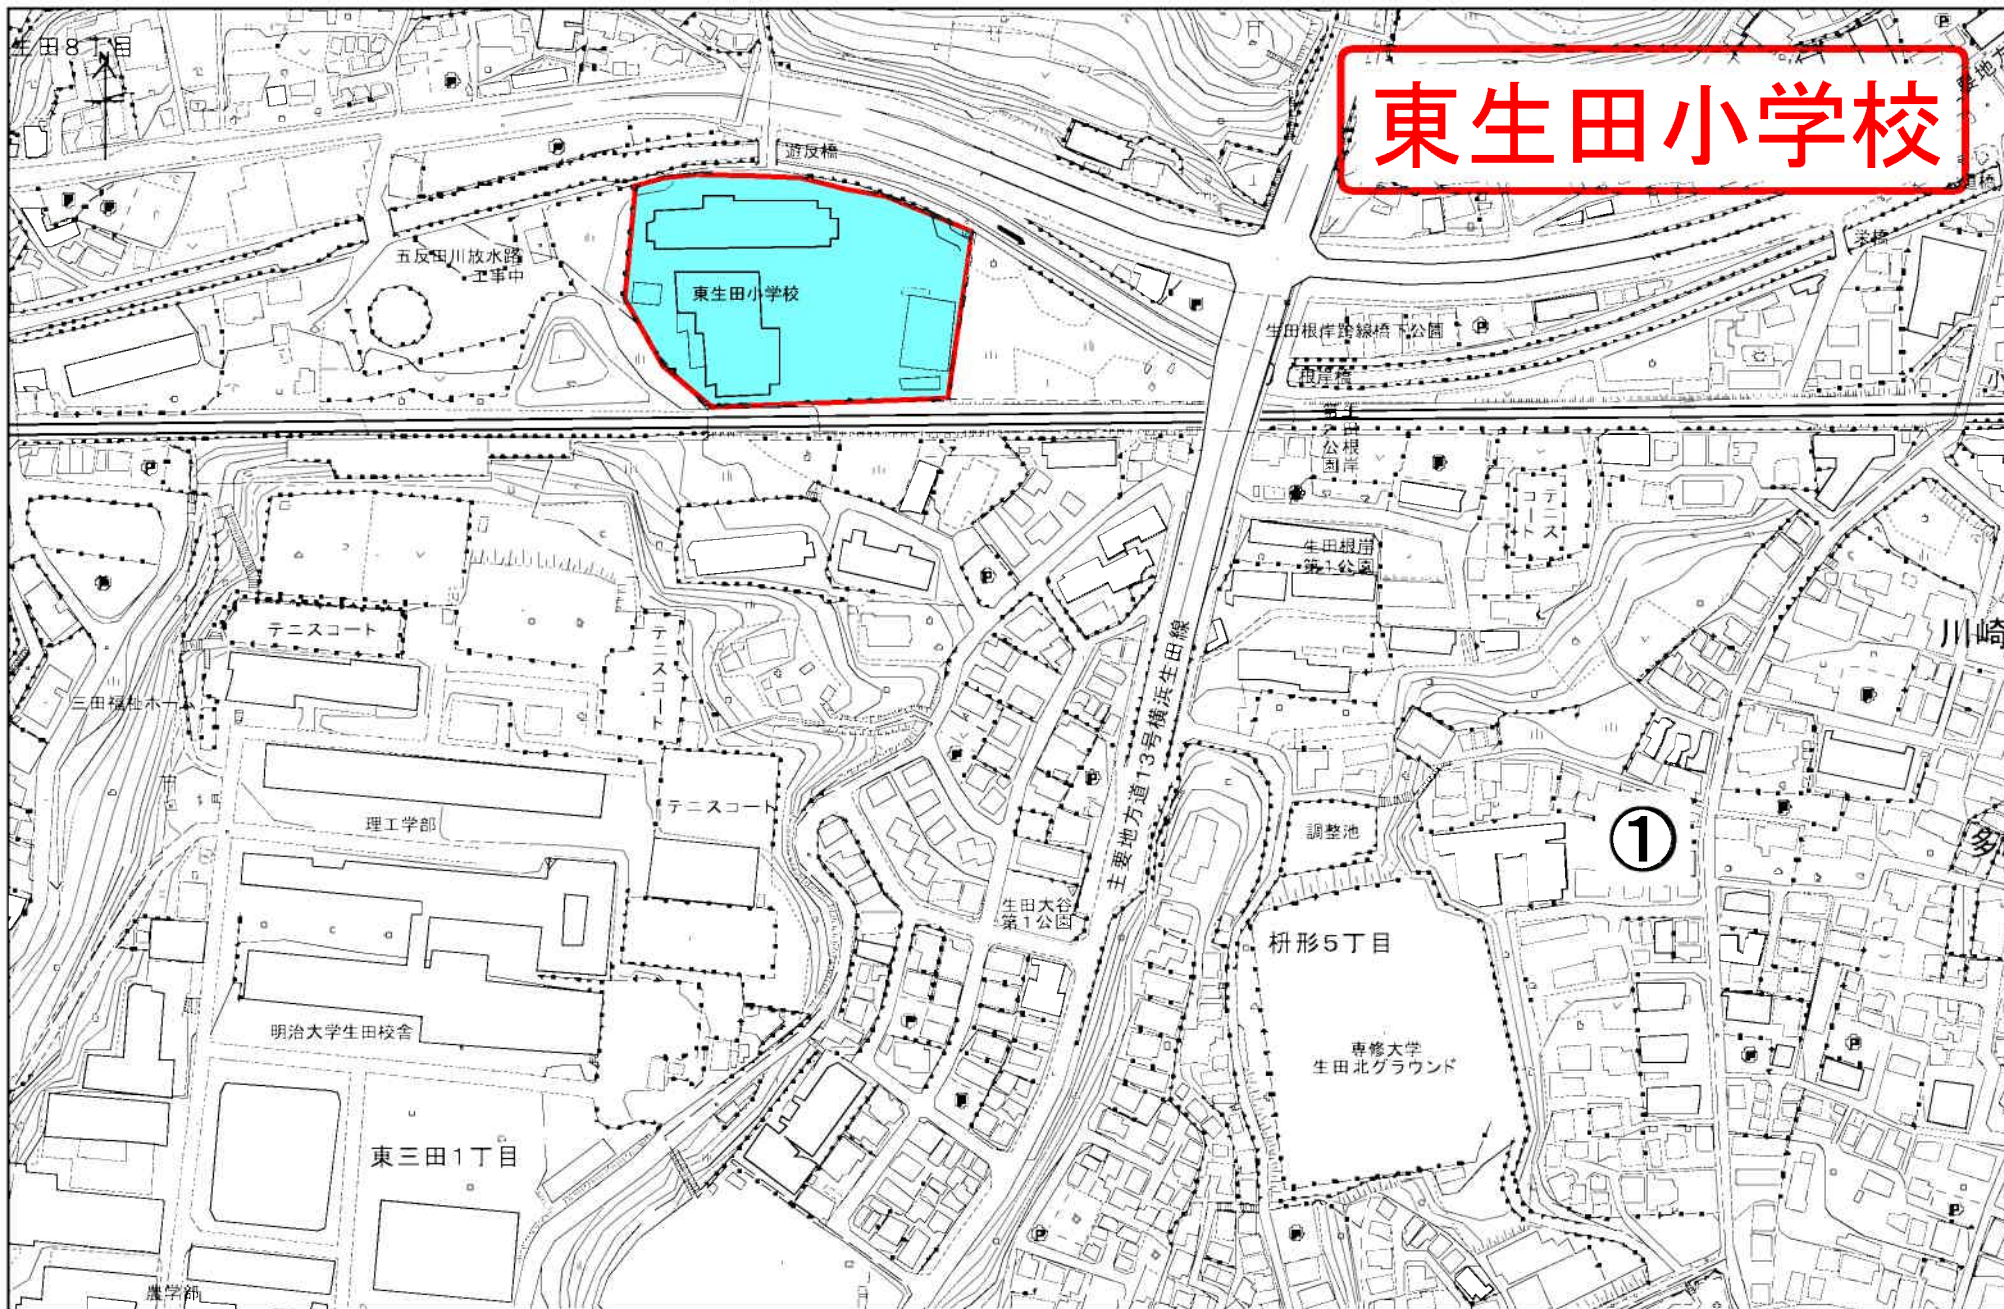 生田8丁目
東生田小学校
遊反橋
五反田川放水路
工事中
東生田小学校
栄橋
生田根岸跨線橋下公園
根岸橋
生田根岸
第2公園
テニス
コート
生田根岸
第1公園
川崎
テニスコート
テニスコート
三田福祉ホーム
主要地方道13号横浜生田線
テニスコート
理工学部
調整池
①
多
生田大谷
第1公園
枡形5丁目
明治大学生田校舎
専修大学
生田北グラウンド
東三田1丁目
農学部